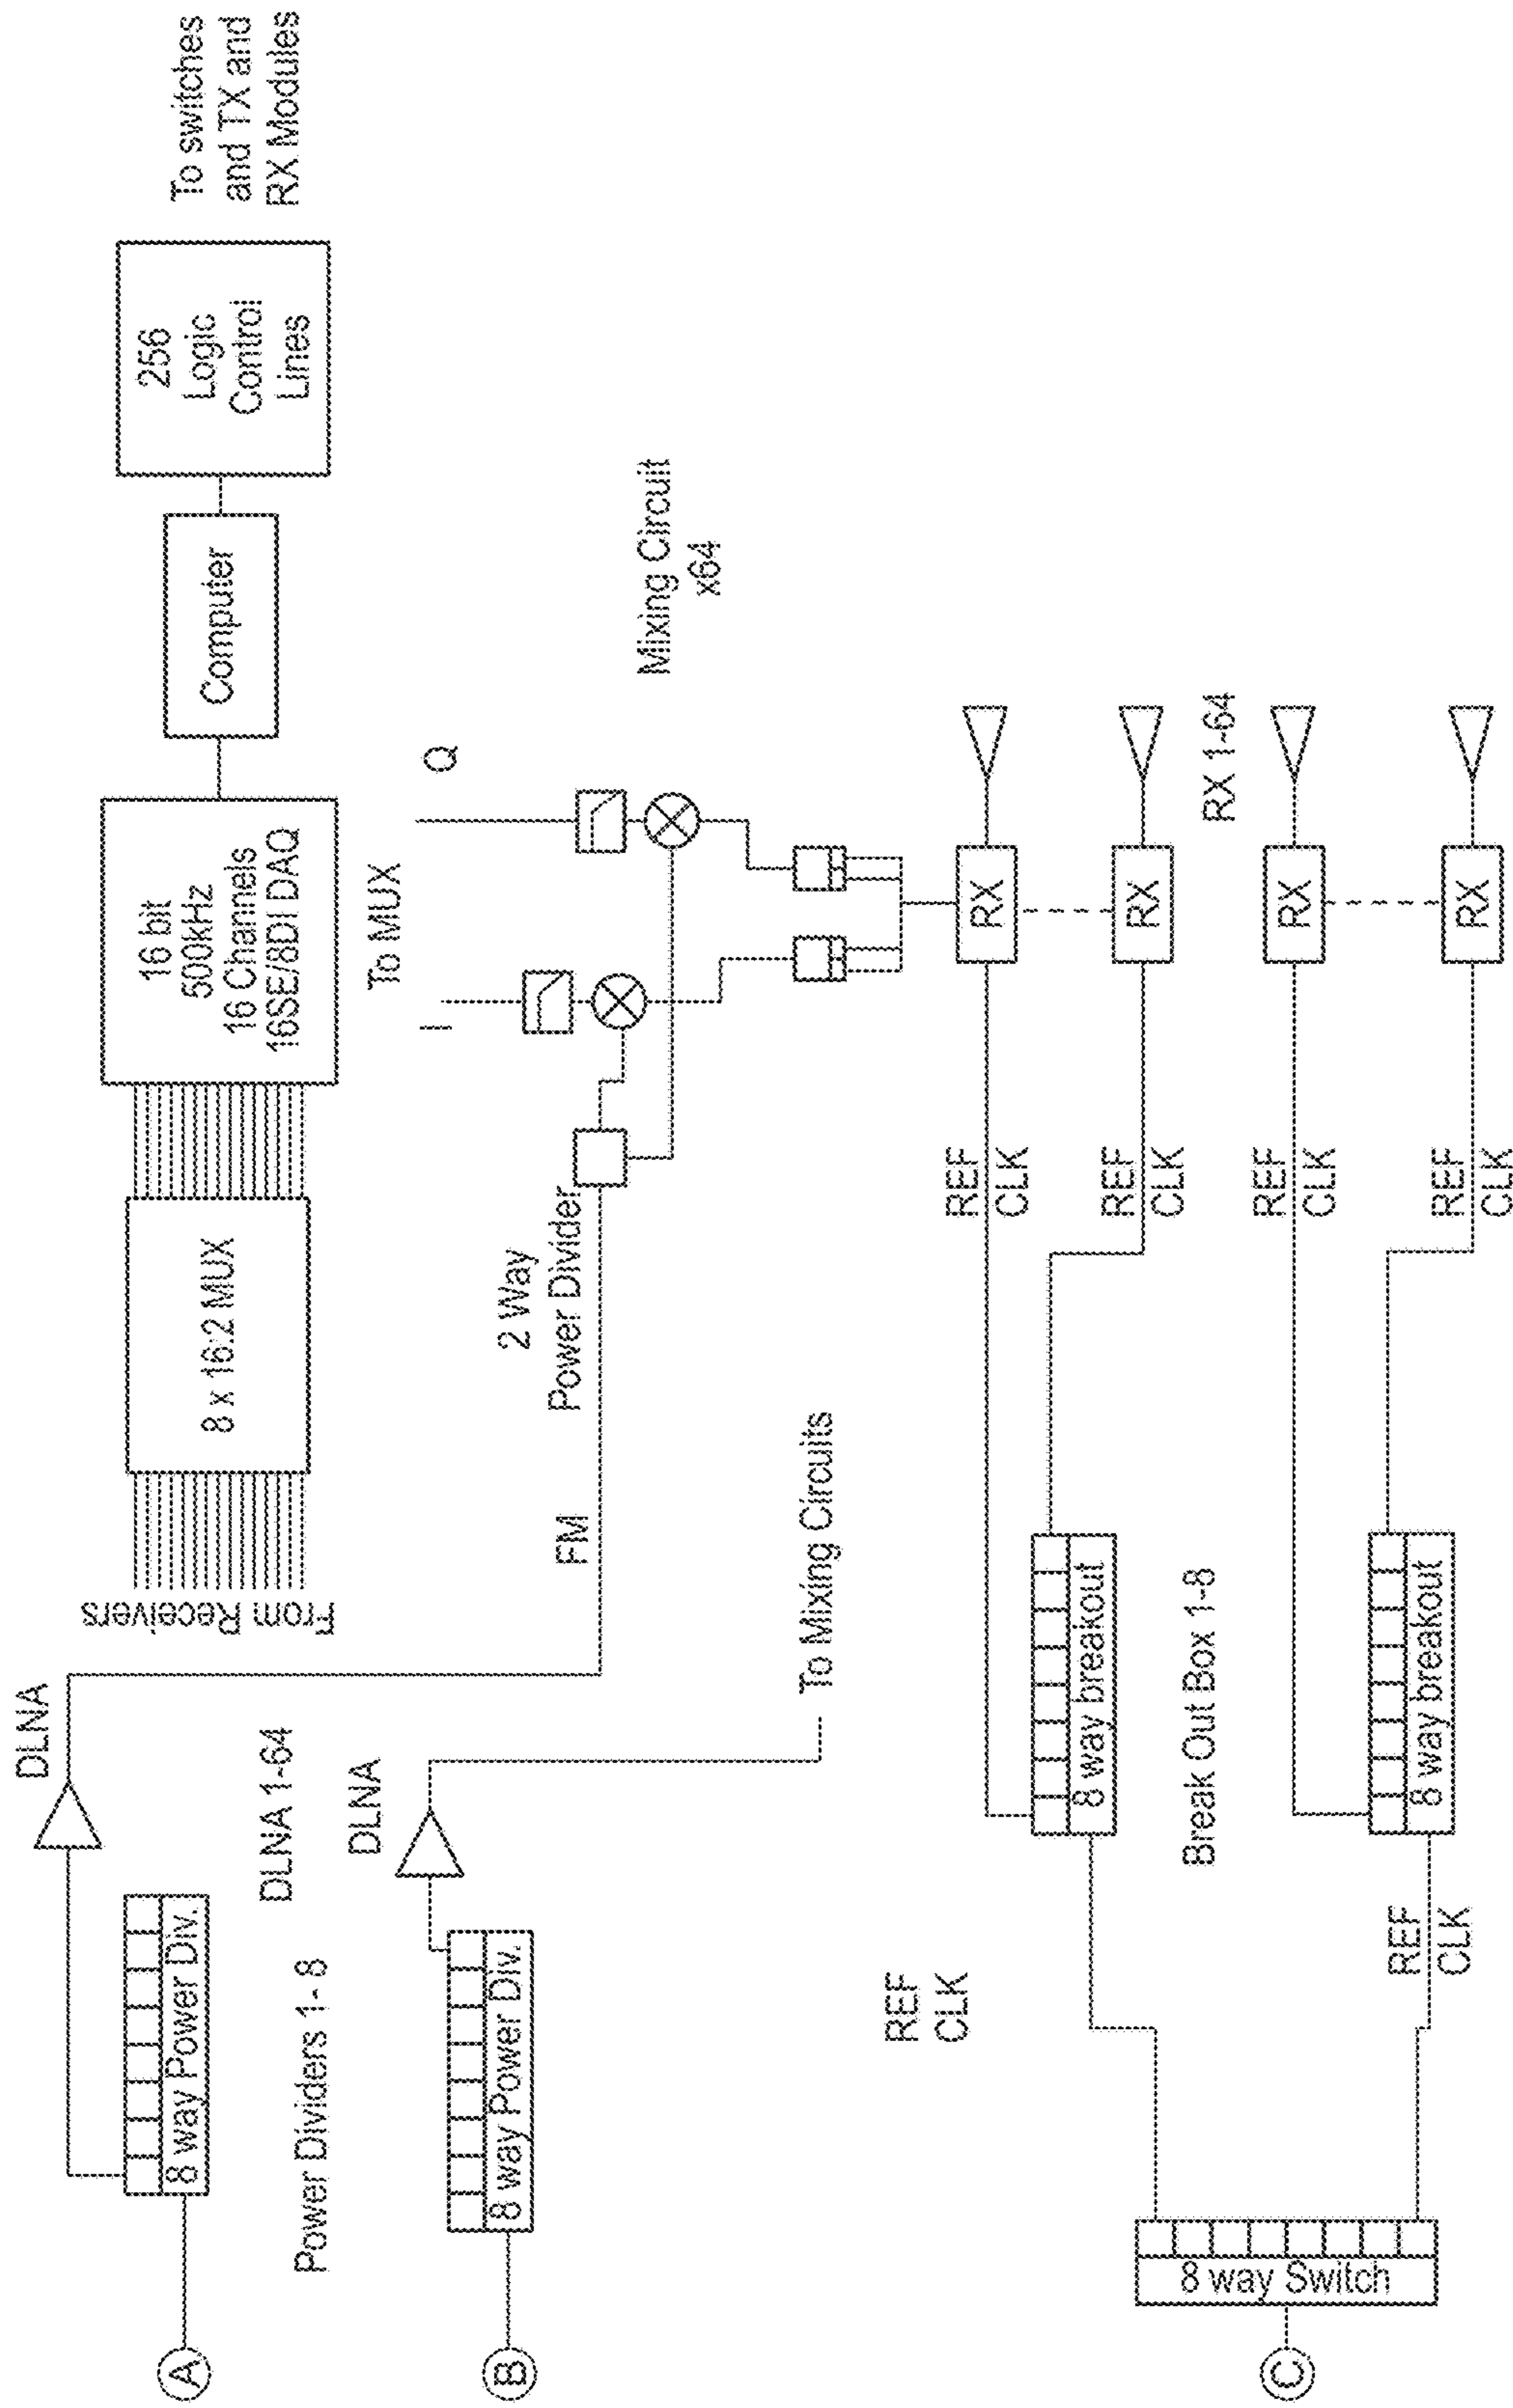 A
8 way Power Div.
DLNA
Power Dividers 1- 8
DLNA 1-64
B
8 way Power Div.
DLNA
To Mixing Circuits
From Receivers
8 x 16:2 MUX
16 bit
500kHz
16 Channels
16SE/8DI DAQ
Computer
256
Logic
Control
Lines
To switches
and TX and
RX Modules
To MUX
I
Q
FM
2 Way
Power Divider
Mixing Circuit
x64
C
8 way Switch
REF
CLK
REF
CLK
8 way breakout
Break Out Box 1-8
8 way breakout
REF
CLK
REF
CLK
REF
CLK
REF
CLK
RX
RX
RX 1-64
RX
RX